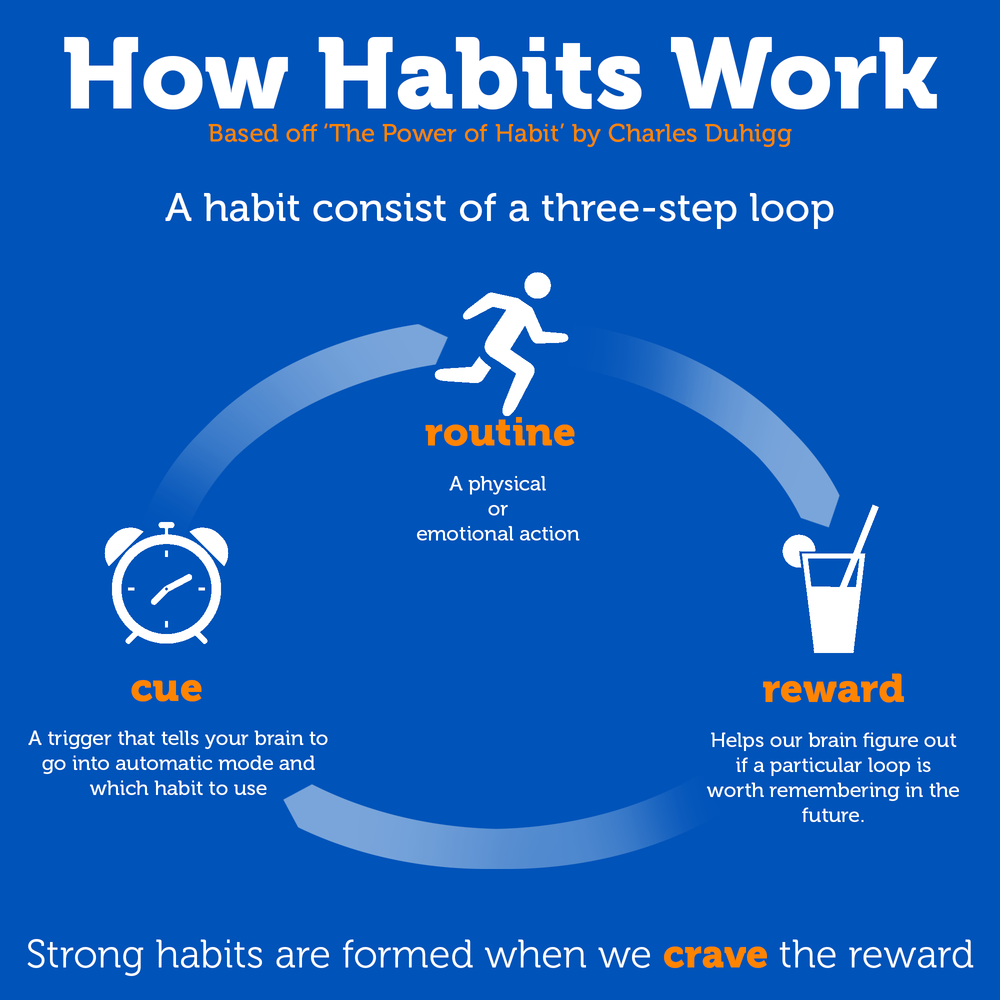 How Habits Work
Based off ‘The Power of Habit’ by Charles Duhigg
A habit consist of a three-step loop
routine
A physical
or
emotional action
cue
A trigger that tells your brain to
go into automatic mode and
which habit to use
reward
Helps our brain figure out
if a particular loop is
worth remembering in the
future.
Strong habits are formed when we crave the reward